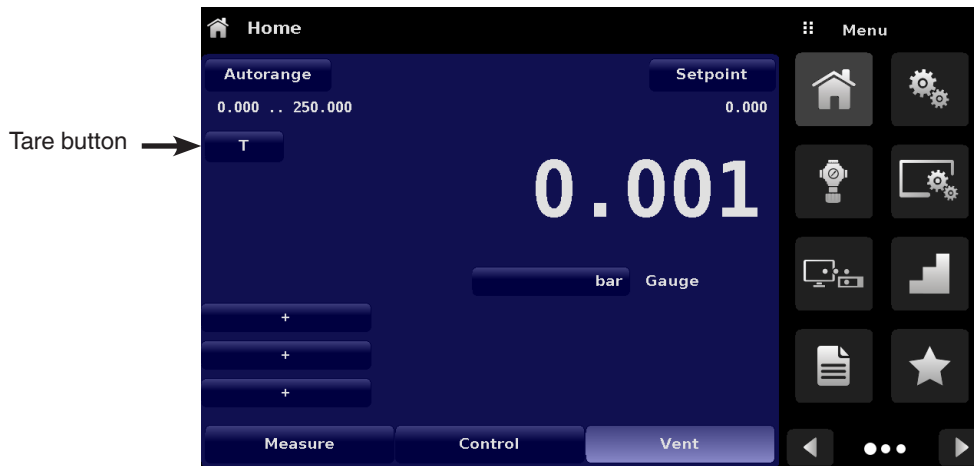 Home
Menu
Autorange
Setpoint
0.000 .. 250.000
0.000
Tare button
T
0.001
bar Gauge
+
+
+
Measure
Control
Vent